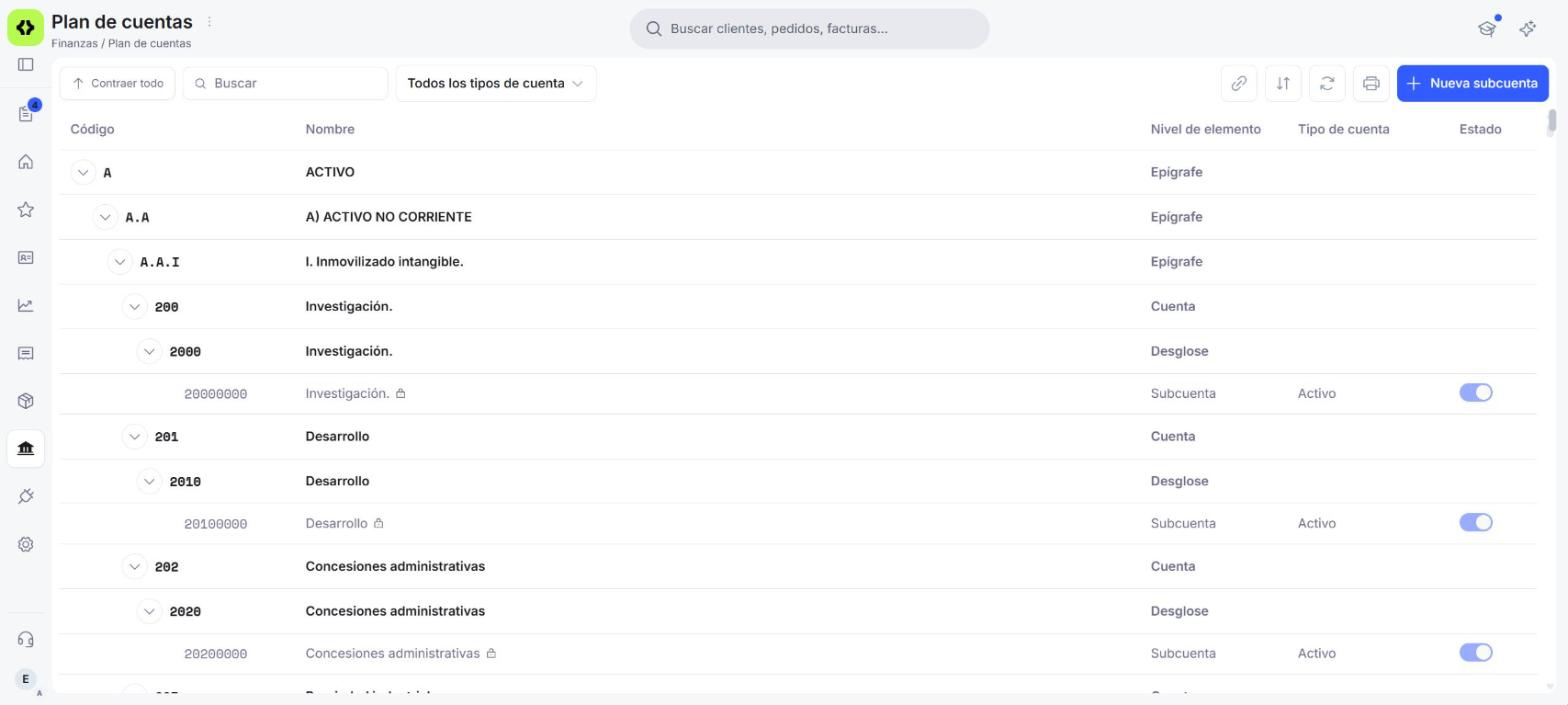 Plan de cuentas
Finanzas / Plan de cuentas
Buscar clientes, pedidos, facturas...
Contraer todo
Buscar
Todos los tipos de cuenta
Nueva subcuenta
4
Código Nombre Nivel de elemento Tipo de cuenta Estado
A ACTIVO Epígrafe
A.A A) ACTIVO NO CORRIENTE Epígrafe
A.A.I I. Inmovilizado intangible. Epígrafe
200 Investigación. Cuenta
2000 Investigación. Desglose
20000000 Investigación. Subcuenta Activo
201 Desarrollo Cuenta
2010 Desarrollo Desglose
20100000 Desarrollo Subcuenta Activo
202 Concesiones administrativas Cuenta
2020 Concesiones administrativas Desglose
20200000 Concesiones administrativas Subcuenta Activo
E
A